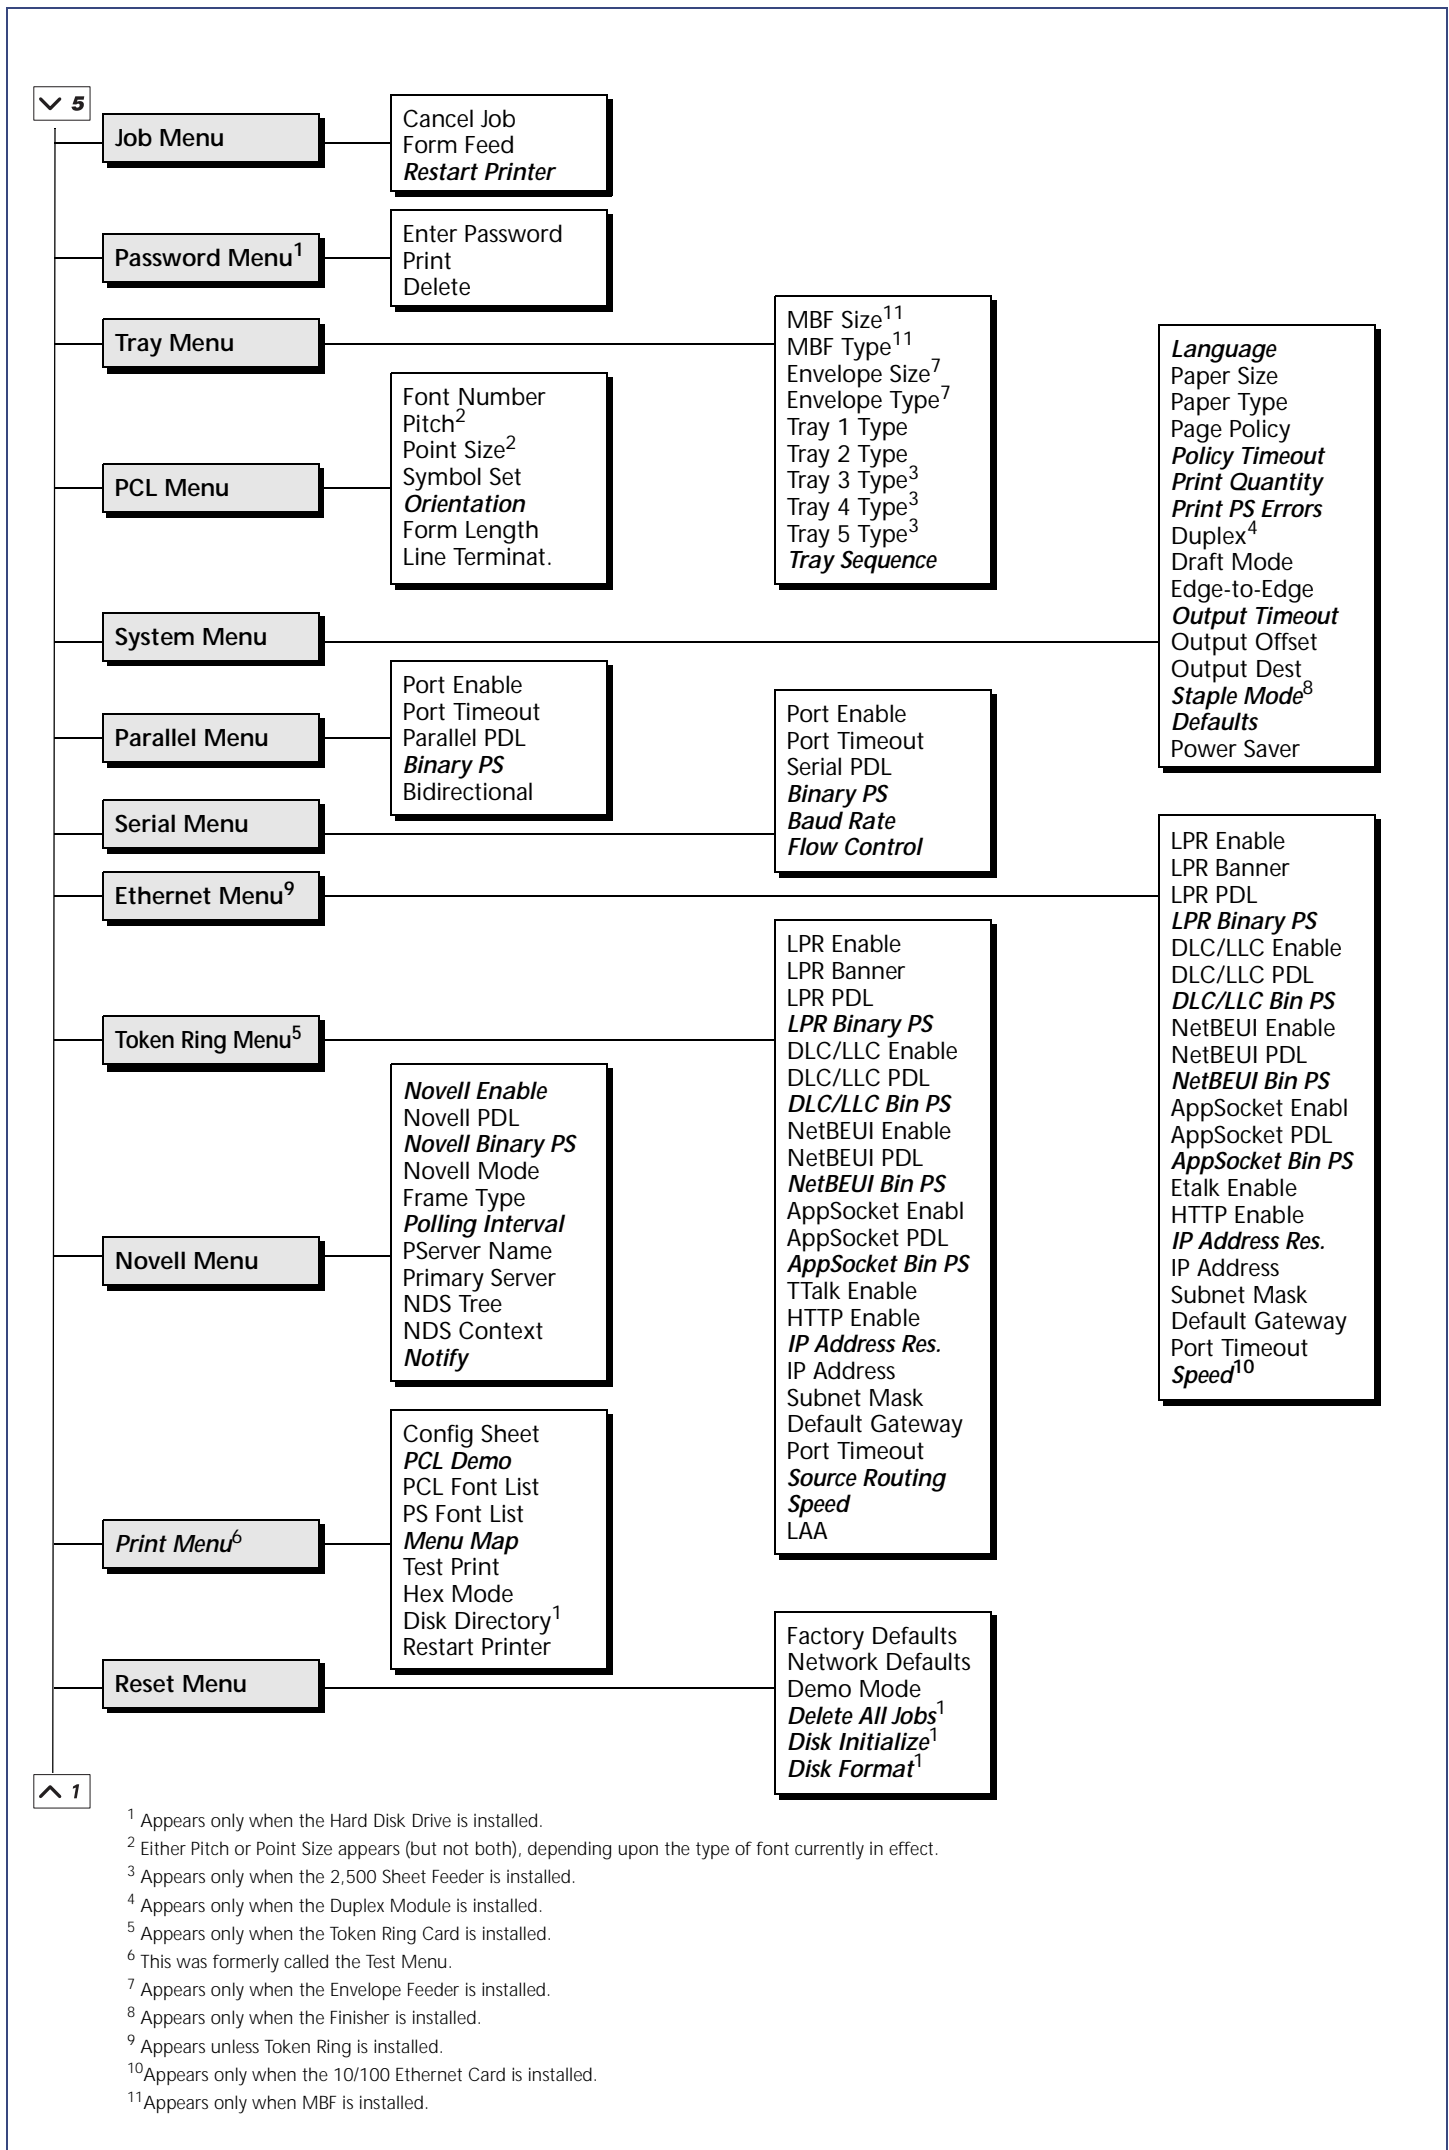 5
Job Menu
Cancel Job
Form Feed
Restart Printer
Password Menu1
Enter Password
Print
Delete
Tray Menu
MBF Size11
MBF Type11
Envelope Size7
Envelope Type7
Tray 1 Type
Tray 2 Type
Tray 3 Type3
Tray 4 Type3
Tray 5 Type3
Tray Sequence
PCL Menu
Font Number
Pitch2
Point Size2
Symbol Set
Orientation
Form Length
Line Terminat.
System Menu
Language
Paper Size
Paper Type
Page Policy
Policy Timeout
Print Quantity
Print PS Errors
Duplex4
Draft Mode
Edge-to-Edge
Output Timeout
Output Offset
Output Dest
Staple Mode8
Defaults
Power Saver
Parallel Menu
Port Enable
Port Timeout
Parallel PDL
Binary PS
Bidirectional
Serial Menu
Port Enable
Port Timeout
Serial PDL
Binary PS
Baud Rate
Flow Control
Ethernet Menu9
LPR Enable
LPR Banner
LPR PDL
LPR Binary PS
DLC/LLC Enable
DLC/LLC PDL
DLC/LLC Bin PS
NetBEUI Enable
NetBEUI PDL
NetBEUI Bin PS
AppSocket Enabl
AppSocket PDL
AppSocket Bin PS
Etalk Enable
HTTP Enable
IP Address Res.
IP Address
Subnet Mask
Default Gateway
Port Timeout
Speed10
Token Ring Menu5
LPR Enable
LPR Banner
LPR PDL
LPR Binary PS
DLC/LLC Enable
DLC/LLC PDL
DLC/LLC Bin PS
NetBEUI Enable
NetBEUI PDL
NetBEUI Bin PS
AppSocket Enabl
AppSocket PDL
AppSocket Bin PS
TTalk Enable
HTTP Enable
IP Address Res.
IP Address
Subnet Mask
Default Gateway
Port Timeout
Source Routing
Speed
LAA
Novell Menu
Novell Enable
Novell PDL
Novell Binary PS
Novell Mode
Frame Type
Polling Interval
PServer Name
Primary Server
NDS Tree
NDS Context
Notify
Print Menu6
Config Sheet
PCL Demo
PCL Font List
PS Font List
Menu Map
Test Print
Hex Mode
Disk Directory1
Restart Printer
Reset Menu
Factory Defaults
Network Defaults
Demo Mode
Delete All Jobs1
Disk Initialize1
Disk Format1
1
1 Appears only when the Hard Disk Drive is installed.
2 Either Pitch or Point Size appears (but not both), depending upon the type of font currently in effect.
3 Appears only when the 2,500 Sheet Feeder is installed.
4 Appears only when the Duplex Module is installed.
5 Appears only when the Token Ring Card is installed.
6 This was formerly called the Test Menu.
7 Appears only when the Envelope Feeder is installed.
8 Appears only when the Finisher is installed.
9 Appears unless Token Ring is installed.
10Appears only when the 10/100 Ethernet Card is installed.
11Appears only when MBF is installed.